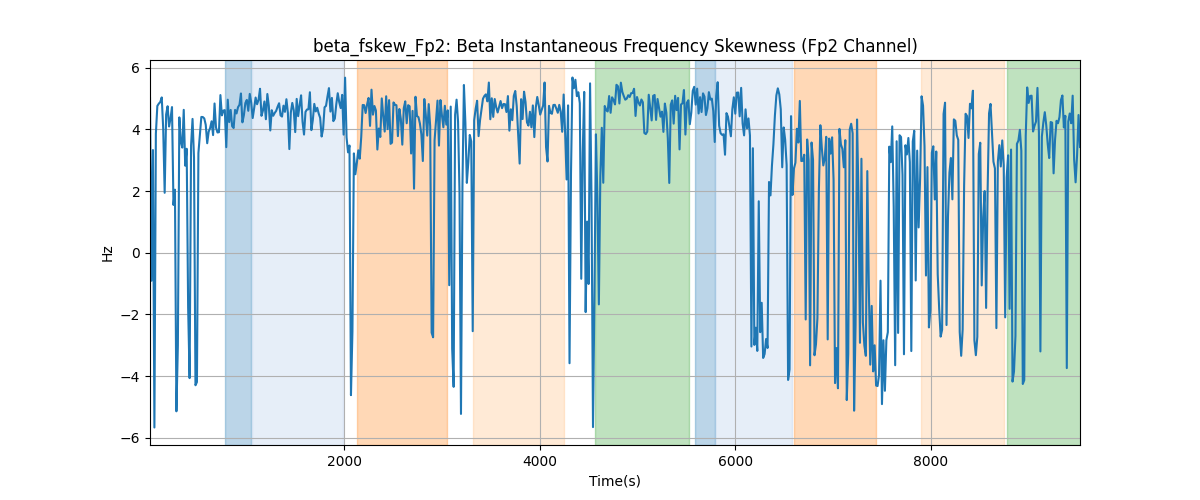 beta_fskew_Fp2: Beta Instantaneous Frequency Skewness (Fp2 Channel)
6
4
2
0
−2
−4
−6
Hz
2000 4000 6000 8000
Time(s)